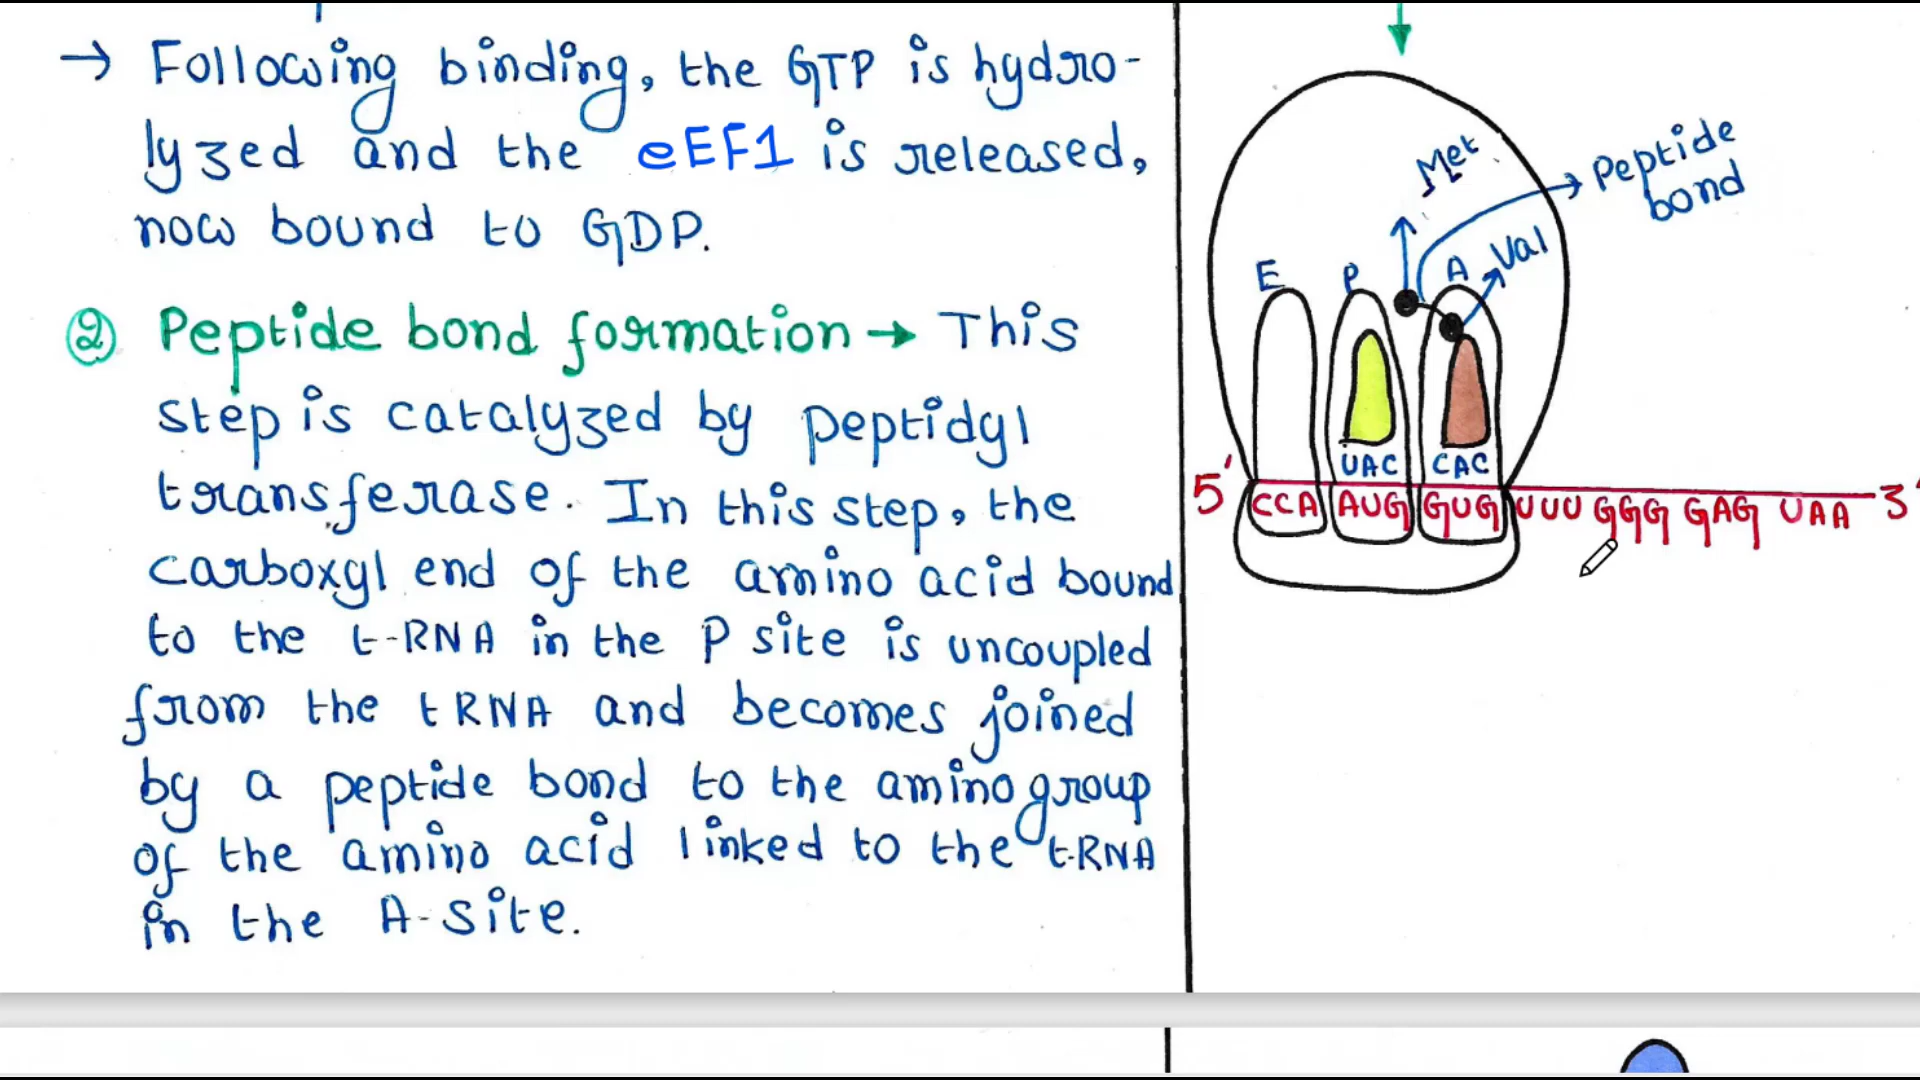 → Following binding, the GTP is hydro-
lyzed and the eEF1 is released,
now bound to GDP.
② Peptide bond formation → This
step is catalyzed by peptidyl
transferase. In this step, the
carboxyl end of the amino acid bound
to the t-RNA in the P site is uncoupled
from the tRNA and becomes joined
by a peptide bond to the amino group
of the amino acid linked to the t-RNA
in the A-site.
Met
Peptide
bond
Val
E P A
UAC CAC
5' CCA AUG GUG UUU GGG GAG UAA 3'